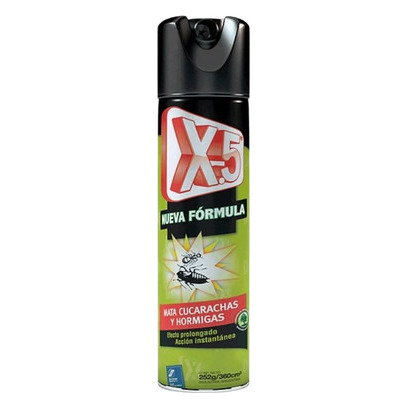 X-5
NUEVA FÓRMULA
MATA CUCARACHAS
Y HORMIGAS
Efecto prolongado
Acción instantánea
252g/360cm³